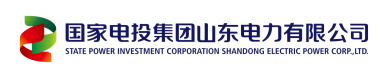 国家电投集团山东电力有限公司
STATE POWER INVESTMENT CORPORATION SHANDONG ELECTRIC POWER CORP.,LTD.